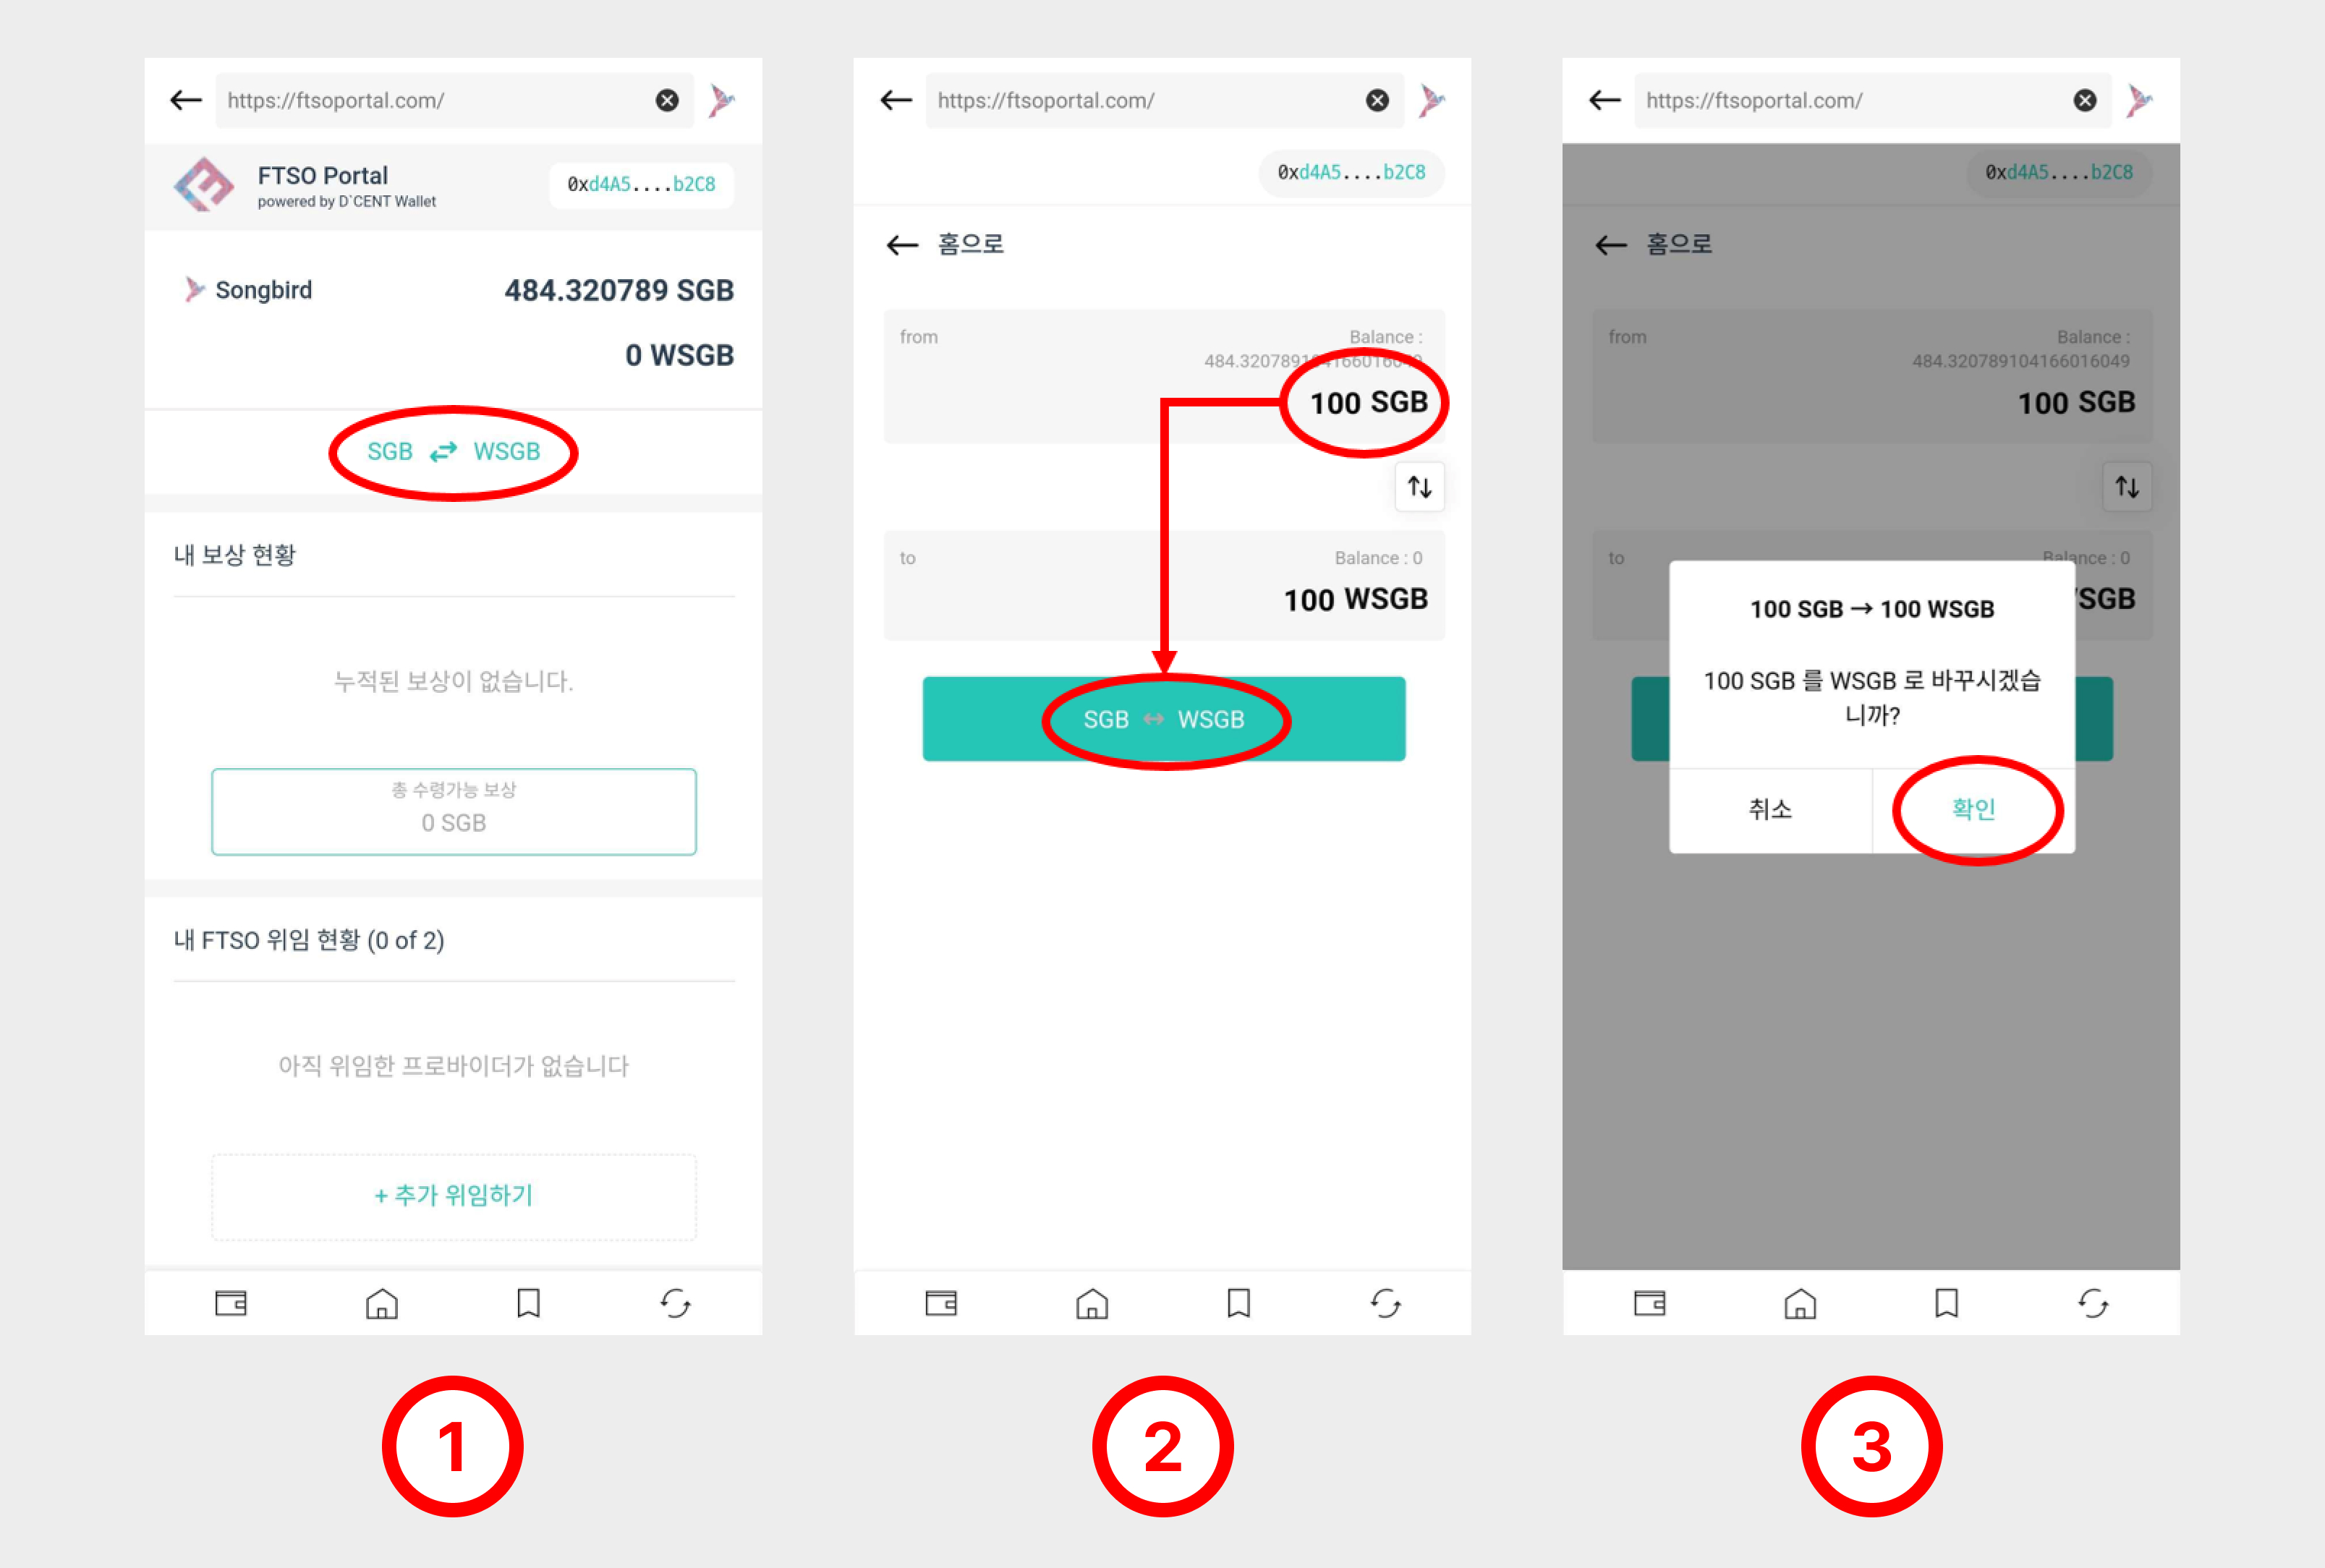 https://ftsoportal.com/
FTSO Portal
powered by D`CENT Wallet
0xd4A5....b2C8
Songbird
484.320789 SGB
0 WSGB
SGB ⇄ WSGB
내 보상 현황
누적된 보상이 없습니다.
총 수령가능 보상
0 SGB
내 FTSO 위임 현황 (0 of 2)
아직 위임한 프로바이더가 없습니다
+ 추가 위임하기
1
https://ftsoportal.com/
0xd4A5....b2C8
← 홈으로
from
Balance :
484.320789104166016049
100 SGB
to
Balance : 0
100 WSGB
SGB ↔ WSGB
2
https://ftsoportal.com/
0xd4A5....b2C8
← 홈으로
from
Balance :
484.320789104166016049
100 SGB
to
Balance : 0
SGB
100 SGB → 100 WSGB
100 SGB 를 WSGB 로 바꾸시겠습
니까?
취소
확인
3